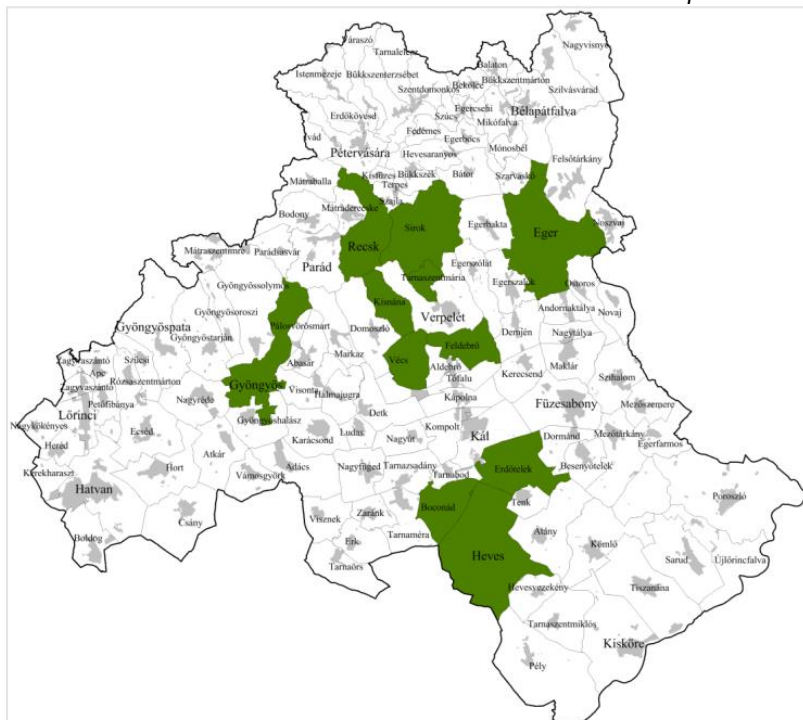 Váraszó
Tarnalelesz
Istenmezeje
Bükkszenterzsébet
Balaton
Nagyvisnyó
Szentdomonkos
Bekölce
Bükkszentmárton
Szilvásvárad
Erdőkövesd
Szúcs
Egercsehi
Mikófalva
Bélapátfalva
Ivád
Fedémes
Egerbocs
Mónosbél
Pétervására
Hevesaranyos
Felsőtárkány
Mátraballa
Kisfüzes
Bükkszék
Bátor
Szarvaskő
Terpes
Szajla
Bodony
Mátraderecske
Sirok
Egerbakta
Eger
Noszvaj
Mátraszentimre
Parádsasvár
Recsk
Parád
Egerszólát
Tarnaszentmária
Egerszalók
Ostoros
Gyöngyössolymos
Kisnána
Andornaktálya
Novaj
Gyöngyösoroszi
Pálosvörösmart
Verpelét
Gyöngyöspata
Gyöngyöstarján
Domoszló
Feldebrő
Demjén
Nagytálya
Zagyvaszántó
Szűcsi
Abasár
Markaz
Vécs
Aldebrő
Kerecsend
Maklár
Apc
Rózsaszentmárton
Gyöngyös
Visonta
Halmajugra
Tófalu
Szihalom
Zagyvaszántó
Petőfibánya
Nagyréde
Kápolna
Füzesabony
Mezőszemere
Lőrinci
Gyöngyöshalász
Detk
Kompolt
Nagykökényes
Ecséd
Karácsond
Ludas
Nagyút
Kál
Dormánd
Mezőtárkány
Egerfarmos
Heréd
Atkár
Kerekharaszt
Hort
Vámosgyörk
Adács
Nagyfüged
Tarnazsadány
Tarnabod
Erdőtelek
Besenyőtelek
Hatvan
Csány
Visznek
Zaránk
Boconád
Tenk
Poroszló
Boldog
Erk
Tarnaméra
Átány
Kömlő
Tarnaörs
Heves
Sarud
Újlőrincfalva
Hevesvezekény
Tiszanána
Tarnaszentmiklós
Kisköre
Pély